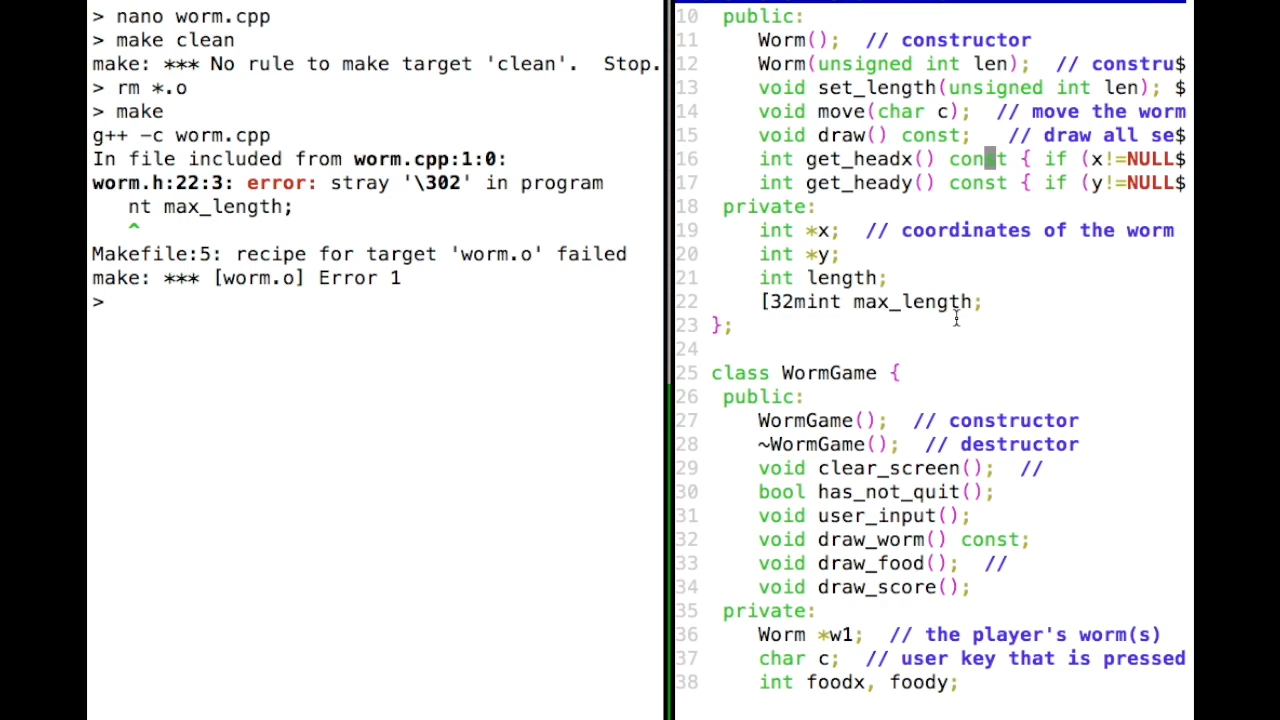 > nano worm.cpp
> make clean
make: *** No rule to make target 'clean'.  Stop.
> rm *.o
> make
g++ -c worm.cpp
In file included from worm.cpp:1:0:
worm.h:22:3: error: stray '\302' in program
   nt max_length;
   ^
Makefile:5: recipe for target 'worm.o' failed
make: *** [worm.o] Error 1
>
10  public:
11     Worm();  // constructor
12     Worm(unsigned int len);  // constru$
13     void set_length(unsigned int len); $
14     void move(char c);  // move the worm
15     void draw() const;   // draw all se$
16     int get_headx() const { if (x!=NULL$
17     int get_heady() const { if (y!=NULL$
18  private:
19     int *x;  // coordinates of the worm
20     int *y;
21     int length;
22     [32mint max_length;
23 };
24
25 class WormGame {
26  public:
27     WormGame();  // constructor
28     ~WormGame();  // destructor
29     void clear_screen();  //
30     bool has_not_quit();
31     void user_input();
32     void draw_worm() const;
33     void draw_food();  //
34     void draw_score();
35  private:
36     Worm *w1;  // the player's worm(s)
37     char c;  // user key that is pressed
38     int foodx, foody;